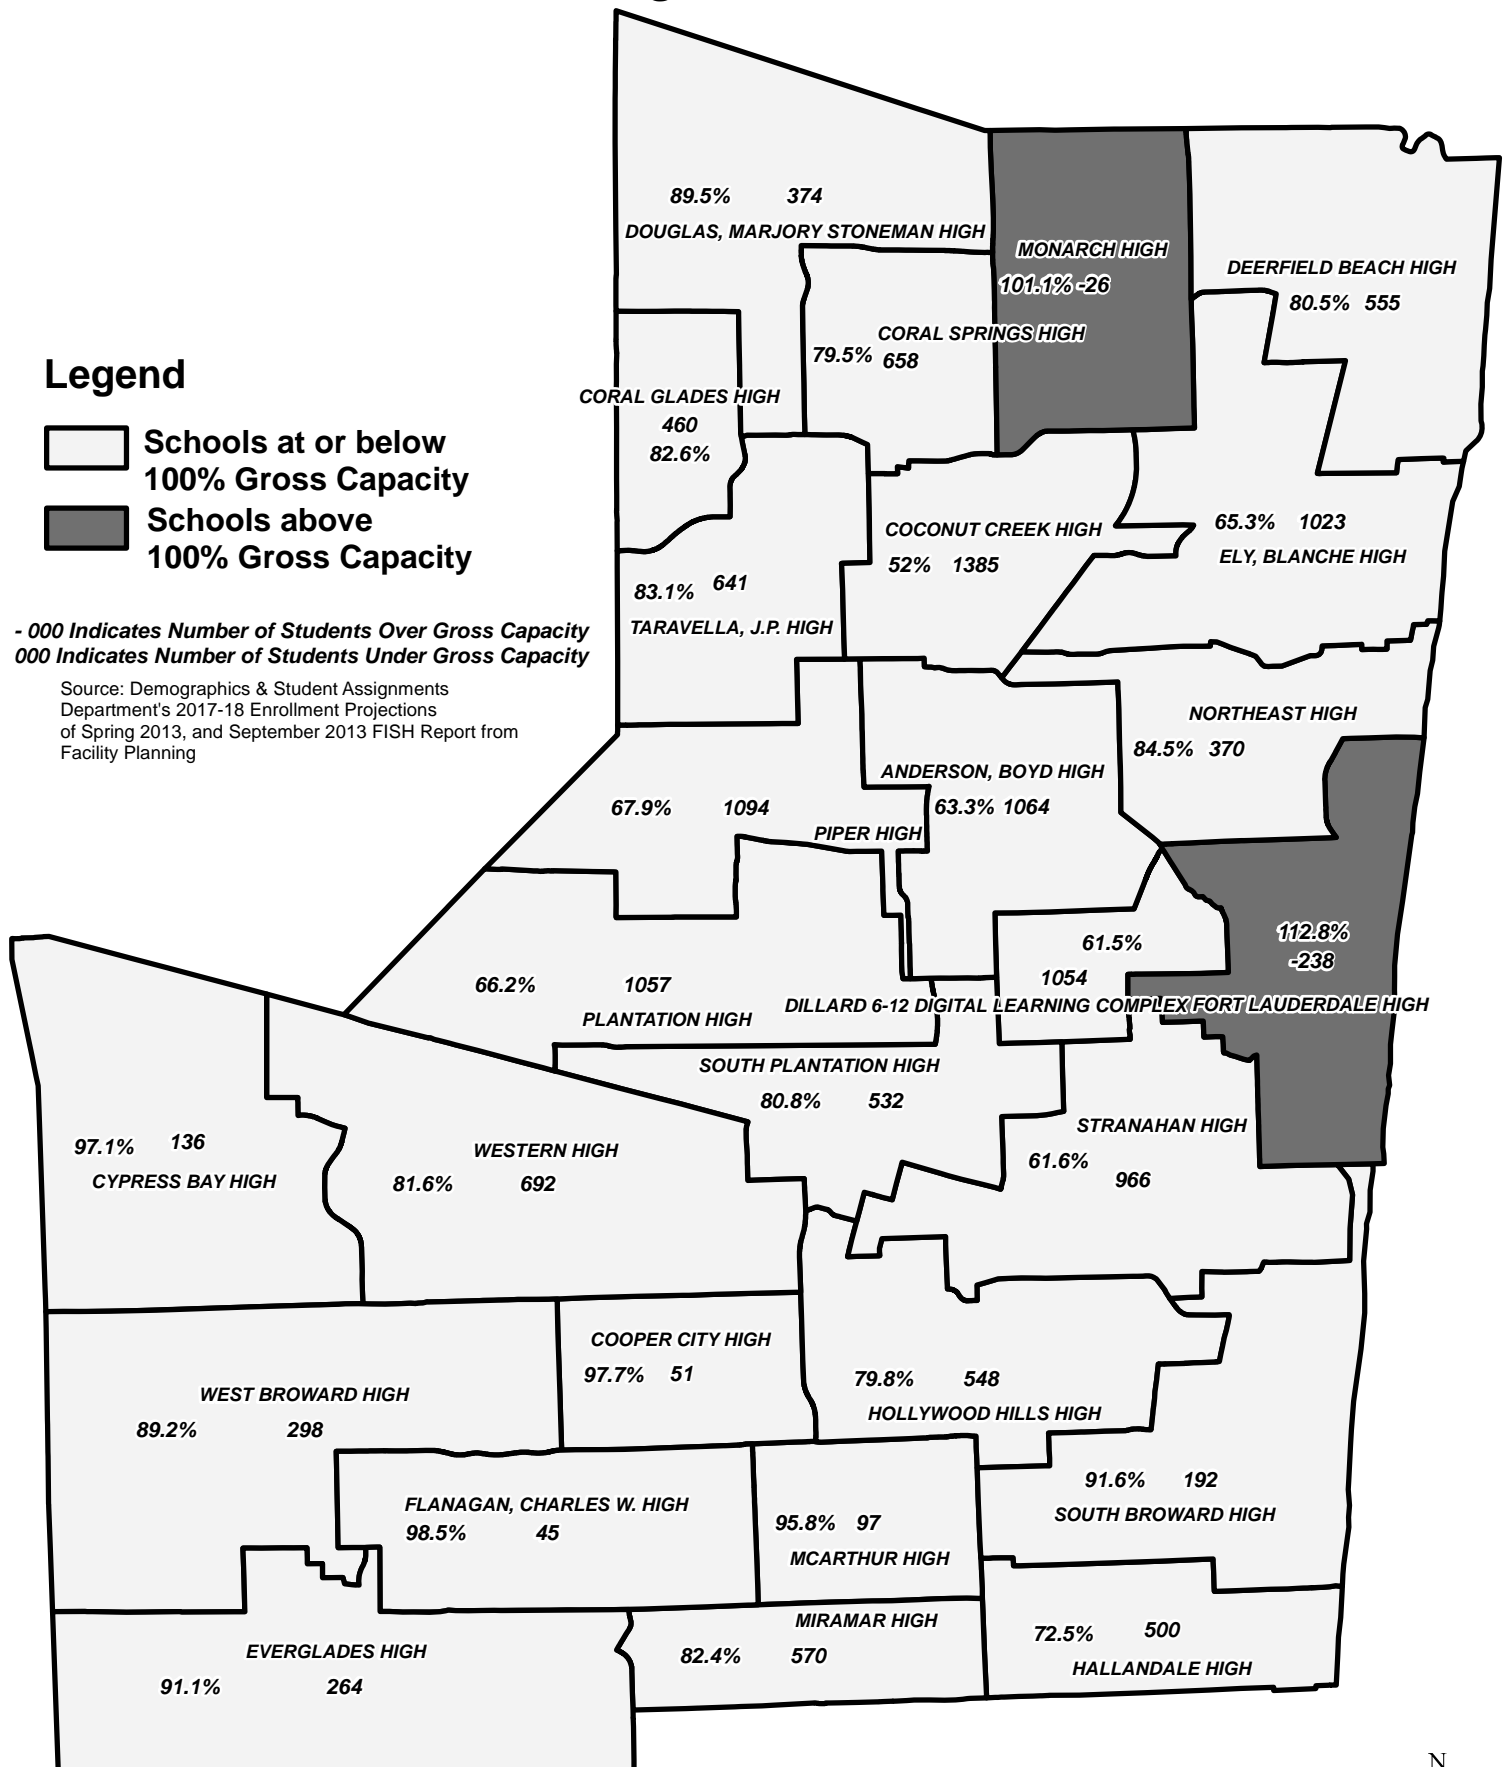 89.5% 374
DOUGLAS, MARJORY STONEMAN HIGH
MONARCH HIGH
101.1% -26
DEERFIELD BEACH HIGH
80.5% 555
CORAL SPRINGS HIGH
79.5% 658
Legend
Schools at or below
100% Gross Capacity
Schools above
100% Gross Capacity
CORAL GLADES HIGH
460
82.6%
COCONUT CREEK HIGH
52% 1385
65.3% 1023
ELY, BLANCHE HIGH
83.1% 641
TARAVELLA, J.P. HIGH
- 000 Indicates Number of Students Over Gross Capacity
000 Indicates Number of Students Under Gross Capacity
Source: Demographics & Student Assignments
Department's 2017-18 Enrollment Projections
of Spring 2013, and September 2013 FISH Report from
Facility Planning
NORTHEAST HIGH
84.5% 370
ANDERSON, BOYD HIGH
63.3% 1064
67.9% 1094
PIPER HIGH
61.5%
1054
DILLARD 6-12 DIGITAL LEARNING COMPLEX
112.8%
-238
FORT LAUDERDALE HIGH
66.2% 1057
PLANTATION HIGH
SOUTH PLANTATION HIGH
80.8% 532
STRANAHAN HIGH
61.6%
966
97.1% 136
CYPRESS BAY HIGH
WESTERN HIGH
81.6% 692
COOPER CITY HIGH
97.7% 51
79.8% 548
HOLLYWOOD HILLS HIGH
WEST BROWARD HIGH
89.2% 298
91.6% 192
SOUTH BROWARD HIGH
FLANAGAN, CHARLES W. HIGH
98.5% 45
95.8% 97
MCARTHUR HIGH
MIRAMAR HIGH
82.4% 570
72.5% 500
HALLANDALE HIGH
EVERGLADES HIGH
91.1% 264
N